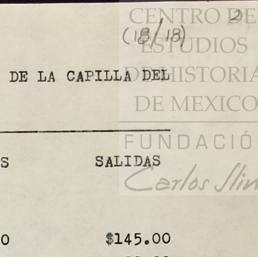 CENTRO DE
2
(18/18)
ESTUDIOS
DE LA CAPILLA DEL
DE HISTORIA
DE MEXICO
FUNDACIÓ
S SALIDAS
Carlos Slim
0 $145.00